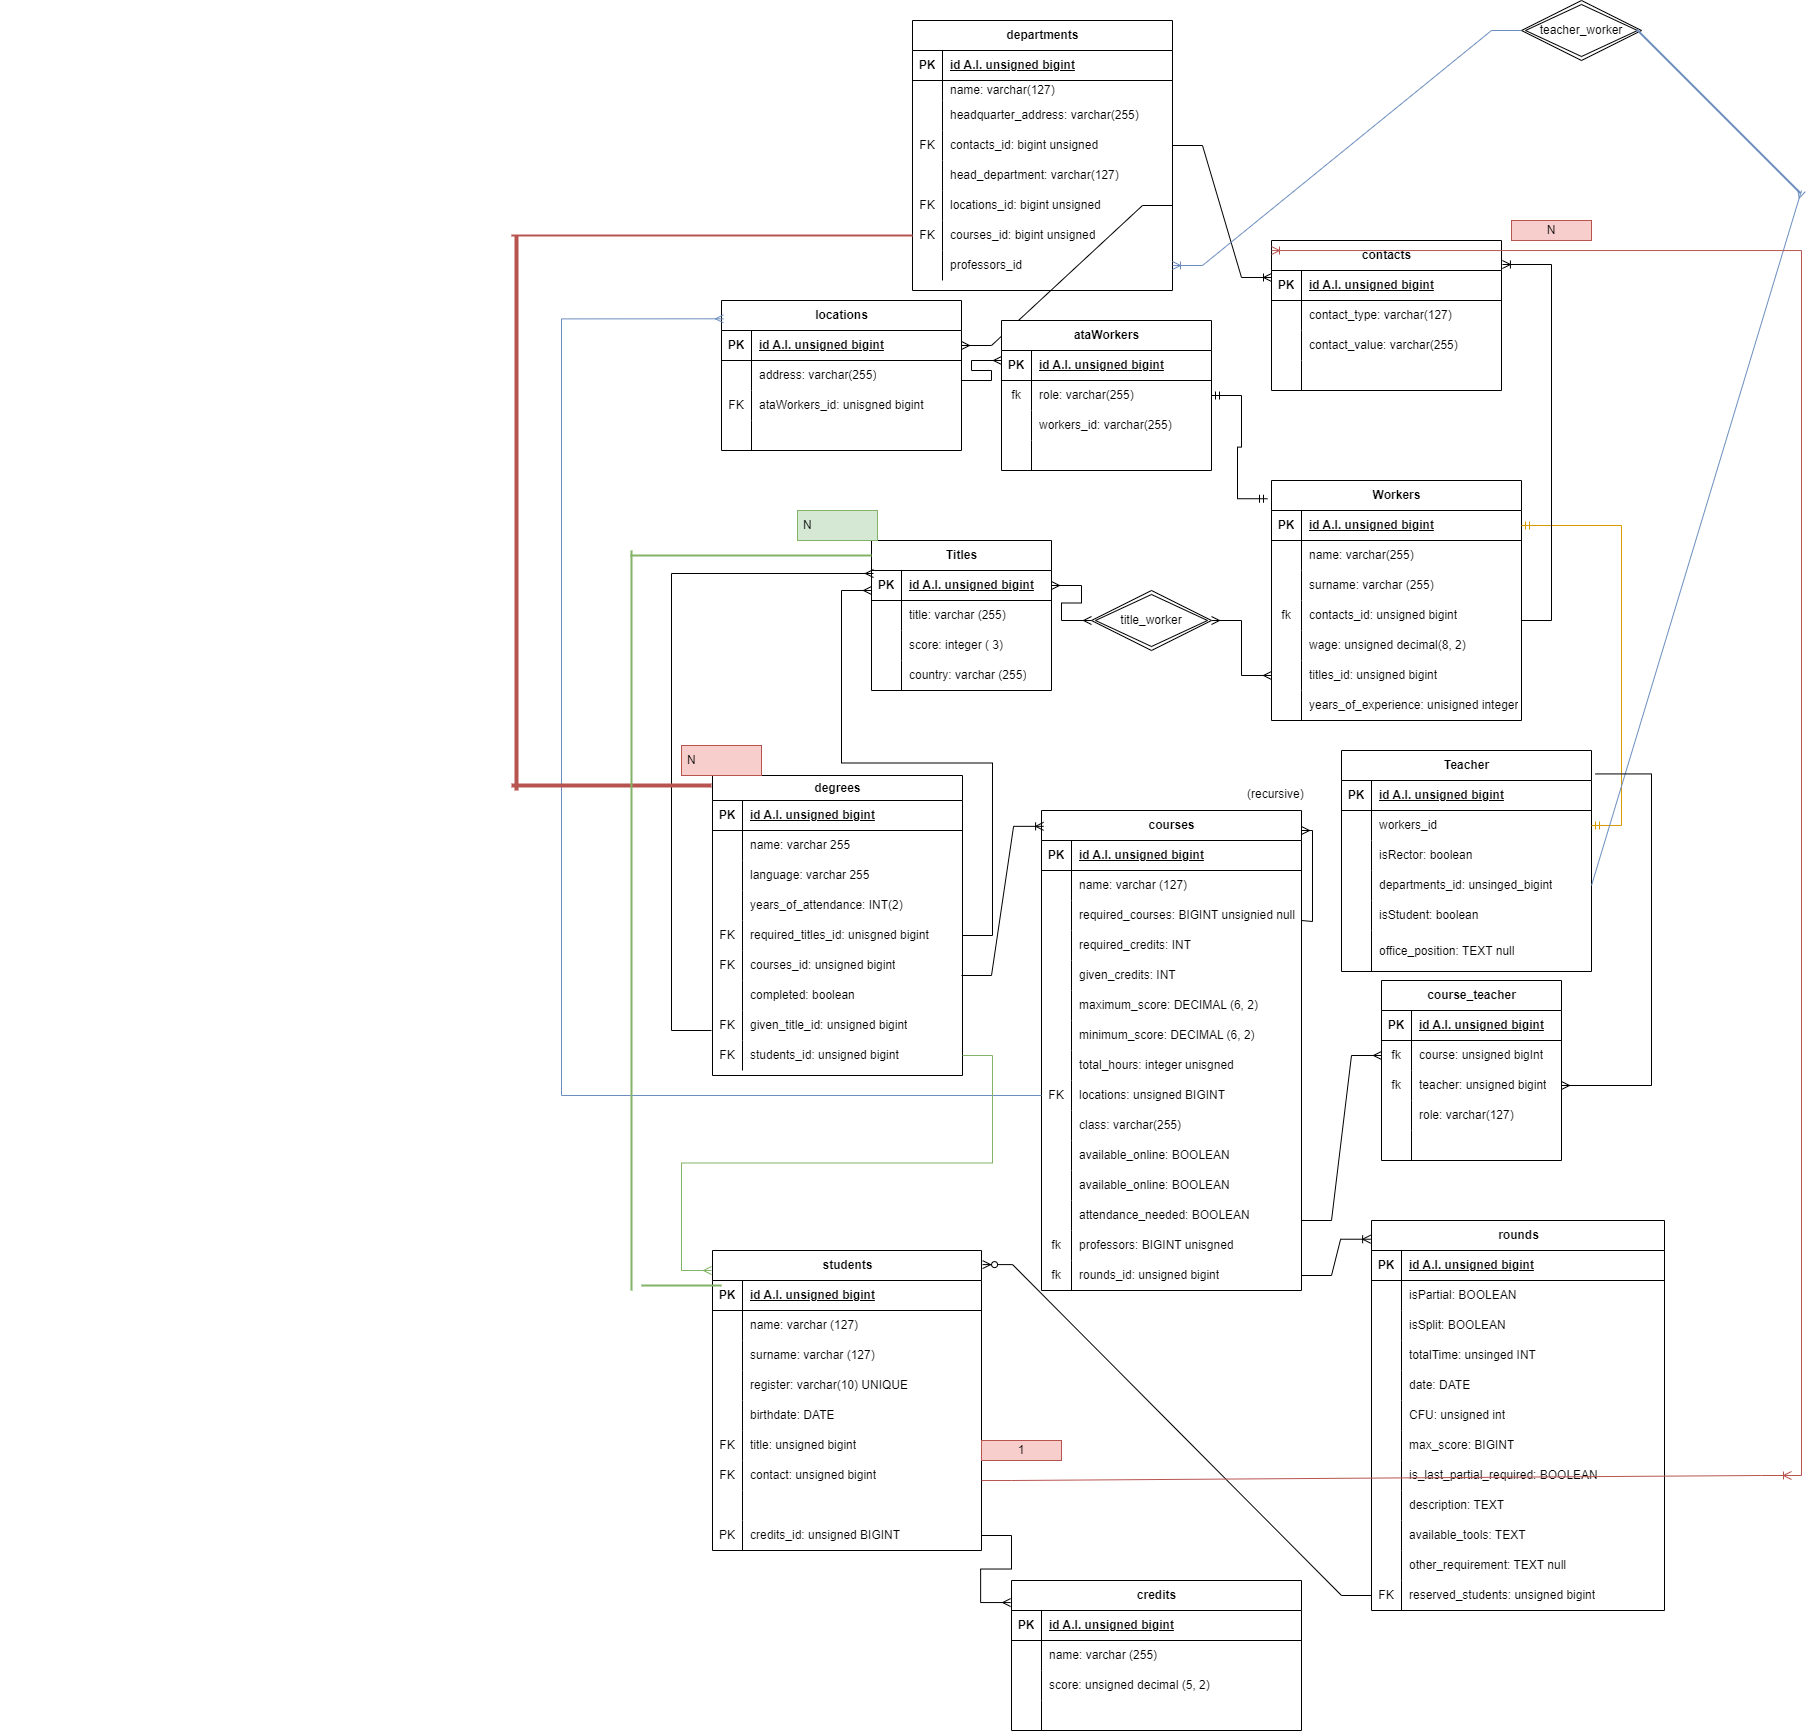 teacher_worker
departments
PK id A.I. unsigned bigint
name: varchar(127)
headquarter_address: varchar(255)
FK contacts_id: bigint unsigned
head_department: varchar(127)
FK locations_id: bigint unsigned
FK courses_id: bigint unsigned
professors_id
N
contacts
PK id A.I. unsigned bigint
contact_type: varchar(127)
contact_value: varchar(255)
locations
PK id A.I. unsigned bigint
address: varchar(255)
FK ataWorkers_id: unisgned bigint
ataWorkers
PK id A.I. unsigned bigint
fk role: varchar(255)
workers_id: varchar(255)
Workers
PK id A.I. unsigned bigint
name: varchar(255)
surname: varchar (255)
fk contacts_id: unsigned bigint
wage: unsigned decimal(8, 2)
titles_id: unsigned bigint
years_of_experience: unisigned integer
N
Titles
PK id A.I. unsigned bigint
title: varchar (255)
score: integer ( 3)
country: varchar (255)
title_worker
N
degrees
PK id A.I. unsigned bigint
name: varchar 255
language: varchar 255
years_of_attendance: INT(2)
FK required_titles_id: unisgned bigint
FK courses_id: unsigned bigint
completed: boolean
FK given_title_id: unsigned bigint
FK students_id: unsigned bigint
(recursive)
courses
PK id A.I. unsigned bigint
name: varchar (127)
required_courses: BIGINT unsignied null
required_credits: INT
given_credits: INT
maximum_score: DECIMAL (6, 2)
minimum_score: DECIMAL (6, 2)
total_hours: integer unisgned
FK locations: unsigned BIGINT
class: varchar(255)
available_online: BOOLEAN
available_online: BOOLEAN
attendance_needed: BOOLEAN
fk professors: BIGINT unisgned
fk rounds_id: unsigned bigint
Teacher
PK id A.I. unsigned bigint
workers_id
isRector: boolean
departments_id: unsinged_bigint
isStudent: boolean
office_position: TEXT null
course_teacher
PK id A.I. unsigned bigint
fk course: unsigned bigInt
fk teacher: unsigned bigint
role: varchar(127)
rounds
PK id A.I. unsigned bigint
isPartial: BOOLEAN
isSplit: BOOLEAN
totalTime: unsinged INT
date: DATE
CFU: unsigned int
max_score: BIGINT
is_last_partial_required: BOOLEAN
description: TEXT
available_tools: TEXT
other_requirement: TEXT null
FK reserved_students: unsigned bigint
students
PK id A.I. unsigned bigint
name: varchar (127)
surname: varchar (127)
register: varchar(10) UNIQUE
birthdate: DATE
FK title: unsigned bigint
FK contact: unsigned bigint
PK credits_id: unsigned BIGINT
1
credits
PK id A.I. unsigned bigint
name: varchar (255)
score: unsigned decimal (5, 2)